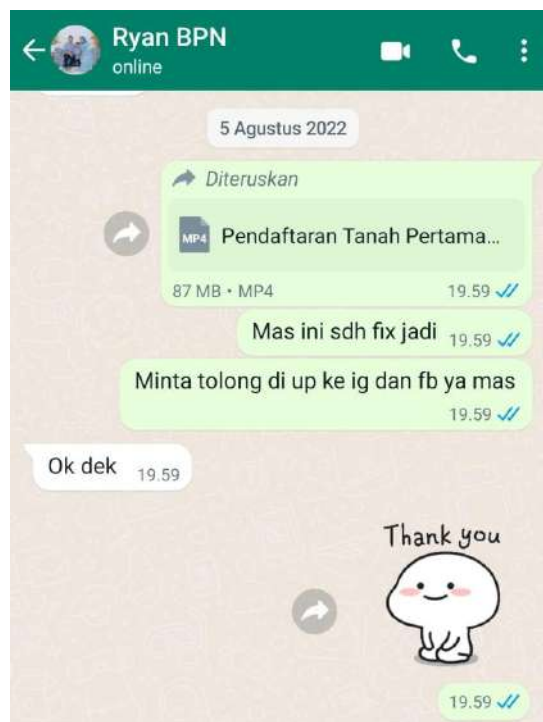 Ryan BPN
online
5 Agustus 2022
Diteruskan
MP4
Pendaftaran Tanah Pertama...
87 MB • MP4
19.59
Mas ini sdh fix jadi 19.59
Minta tolong di up ke ig dan fb ya mas
19.59
Ok dek 19.59
Thank you
19.59